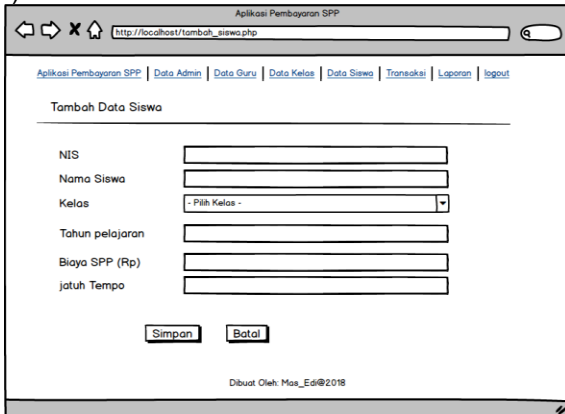 Aplikasi Pembayaran SPP
http://localhost/tambah_siswa.php
Aplikasi Pembayaran SPP | Data Admin | Data Guru | Data Kelas | Data Siswa | Transaksi | Laporan | logout
Tambah Data Siswa
NIS
Nama Siswa
Kelas - Pilih Kelas -
Tahun pelajaran
Biaya SPP (Rp)
jatuh Tempo
Simpan Batal
Dibuat Oleh: Mas_Edi@2018